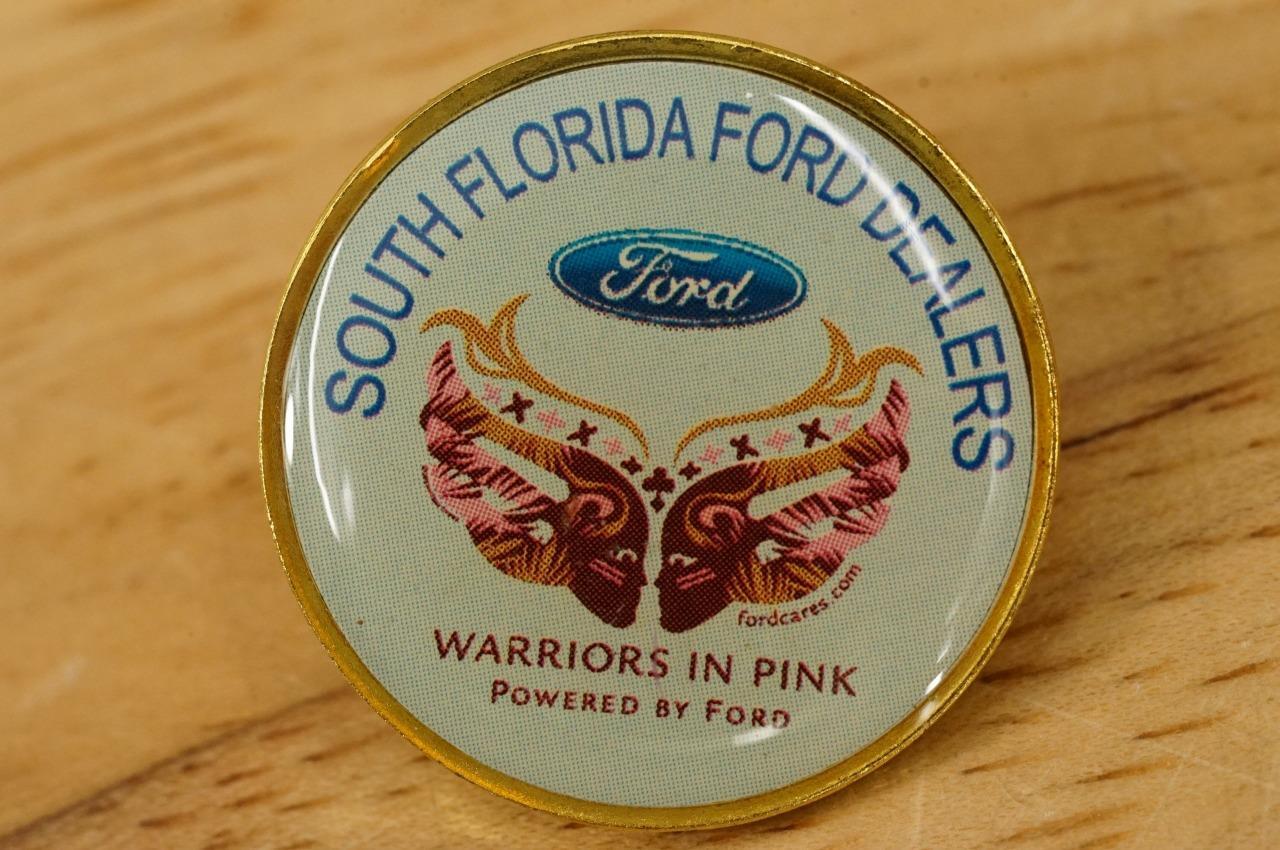 SOUTH FLORIDA FORD DEALERS
Ford
fordcares.com
WARRIORS IN PINK
POWERED BY FORD